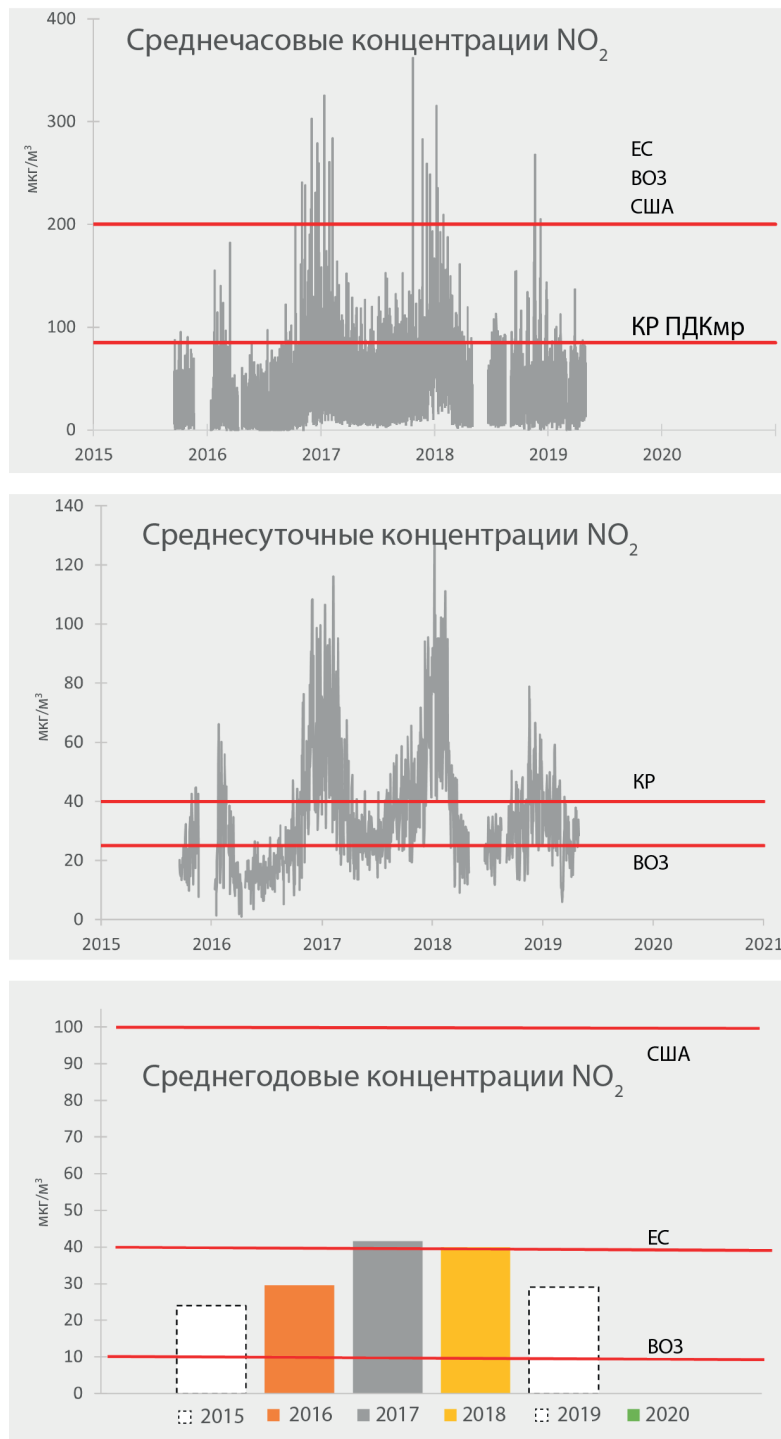 Среднечасовые концентрации NO₂
400
300
200
100
0
мкг/м³
ЕС
ВОЗ
США
КР ПДКмр
2015 2016 2017 2018 2019 2020
Среднесуточные концентрации NO₂
140
120
100
80
60
40
20
0
мкг/м³
КР
ВОЗ
2015 2016 2017 2018 2019 2020 2021
100
90
80
70
60
50
40
30
20
10
0
мкг/м³
США
Среднегодовые концентрации NO₂
ЕС
ВОЗ
2015 2016 2017 2018 2019 2020